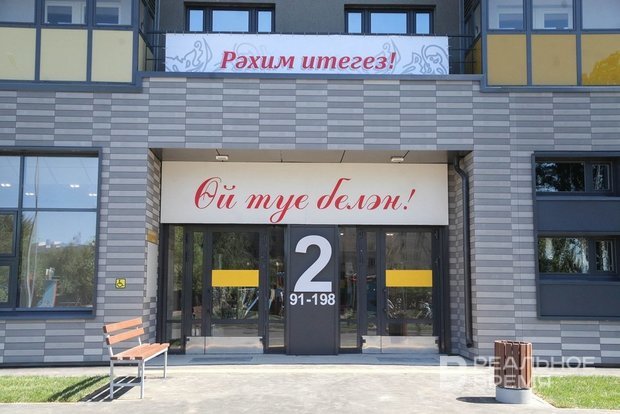 Рәхим итегез!
Өй туе белән!
2
91-198
РЕАЛЬНОЕ
ВРЕМЯ